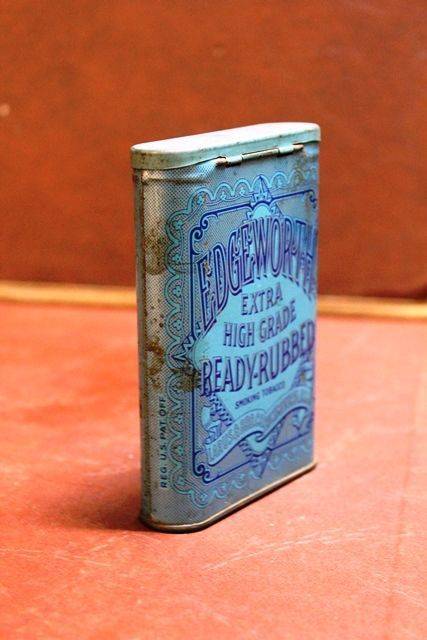 EDGEWORTH
EXTRA
HIGH GRADE
READY-RUBBED
SMOKING TOBACCO
REG. U.S. PAT. OFF.